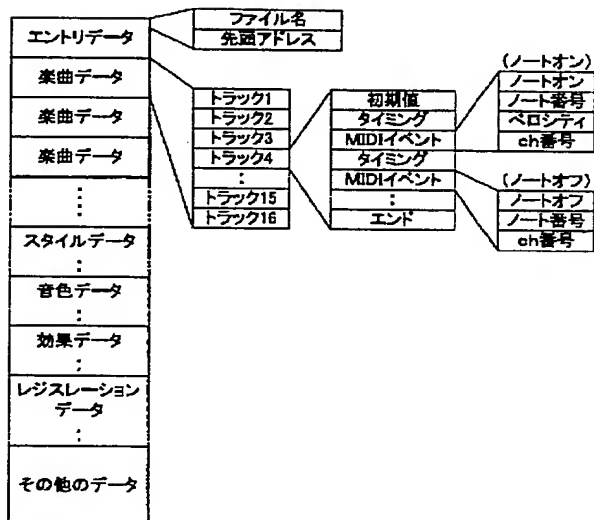 エントリデータ
楽曲データ
楽曲データ
楽曲データ
：
：
スタイルデータ
：
音色データ
：
効果データ
：
レジスレーション
データ
：
その他のデータ
ファイル名
先頭アドレス
トラック1
トラック2
トラック3
トラック4
：
トラック15
トラック16
初期値
タイミング
MIDIイベント
タイミング
MIDIイベント
：
エンド
(ノートオン)
ノートオン
ノート番号
ベロシティ
ch番号
(ノートオフ)
ノートオフ
ノート番号
ch番号